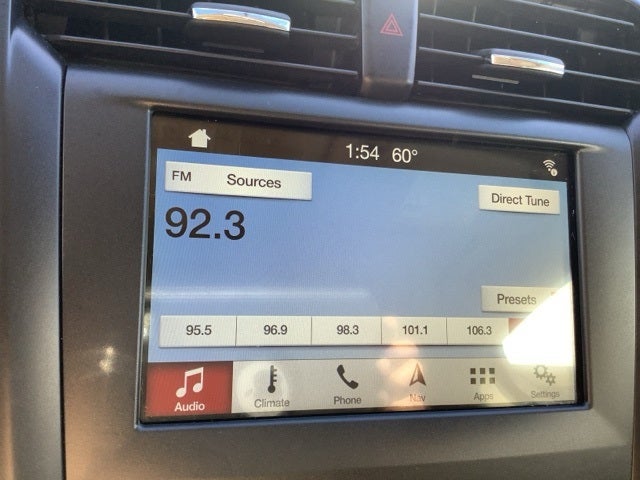 1:54 60°
FM Sources
Direct Tune
92.3
Presets
95.5 96.9 98.3 101.1 106.3
Audio Climate Phone Nav Apps Settings